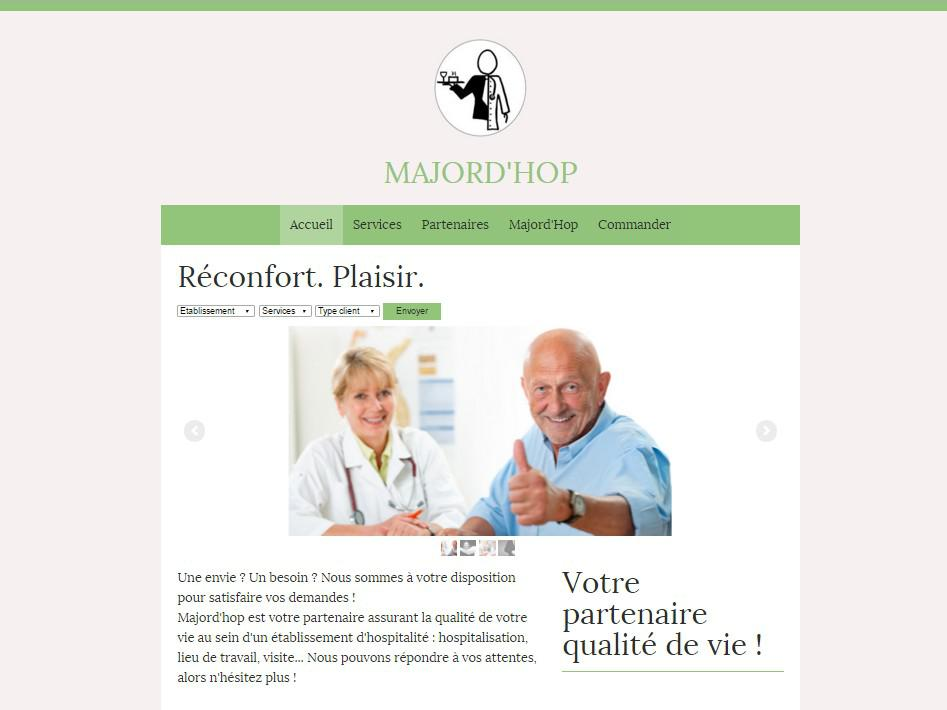 MAJORD'HOP
Accueil Services Partenaires Majord'Hop Commander
Réconfort. Plaisir.
Etablissement Services Type client Envoyer
Une envie ? Un besoin ? Nous sommes à votre disposition
pour satisfaire vos demandes !
Majord'hop est votre partenaire assurant la qualité de votre
vie au sein d'un établissement d'hospitalité : hospitalisation,
lieu de travail, visite... Nous pouvons répondre à vos attentes,
alors n'hésitez plus !
Votre
partenaire
qualité de vie !